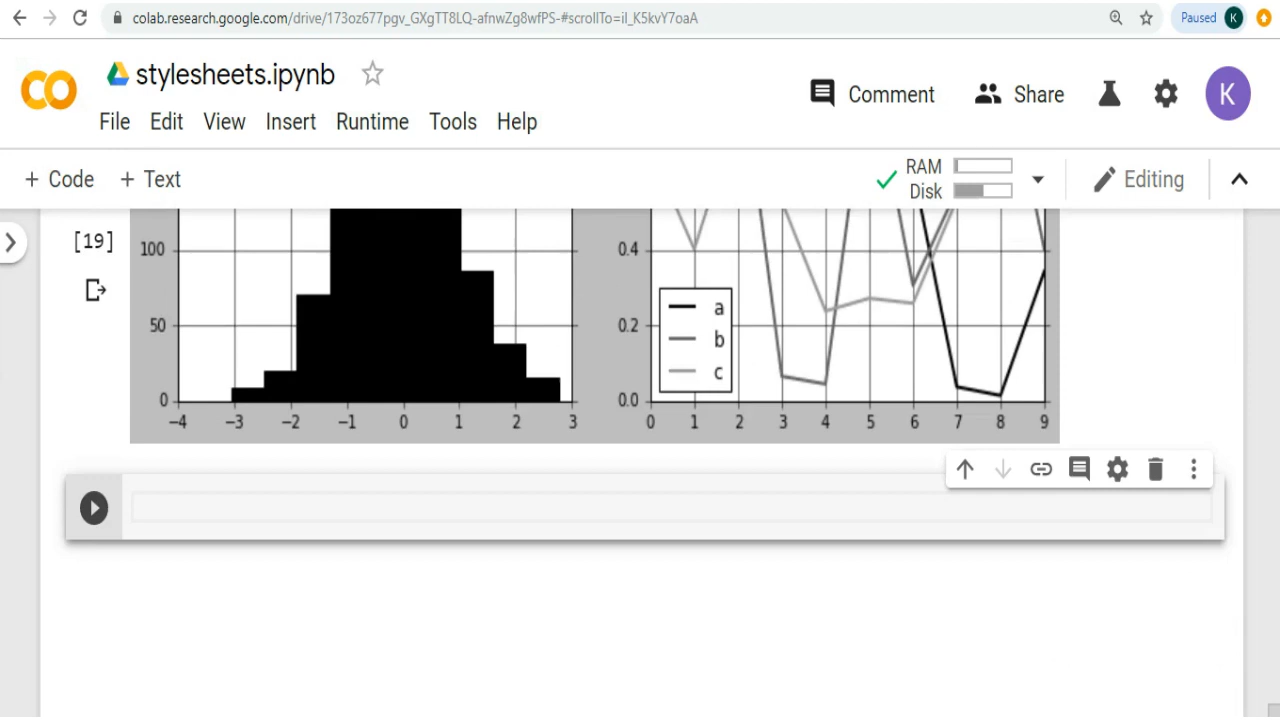 colab.research.google.com/drive/173oz677pgv_GXgTT8LQ-afnwZg8wfPS-#scrollTo=iI_K5kvY7oaA
Paused K
CO stylesheets.ipynb
Comment Share K
File Edit View Insert Runtime Tools Help
+ Code + Text
RAM
Disk
Editing
[19]
100
50
0
−4 −3 −2 −1 0 1 2 3
0.4
0.2
0.0
a
b
c
0 1 2 3 4 5 6 7 8 9